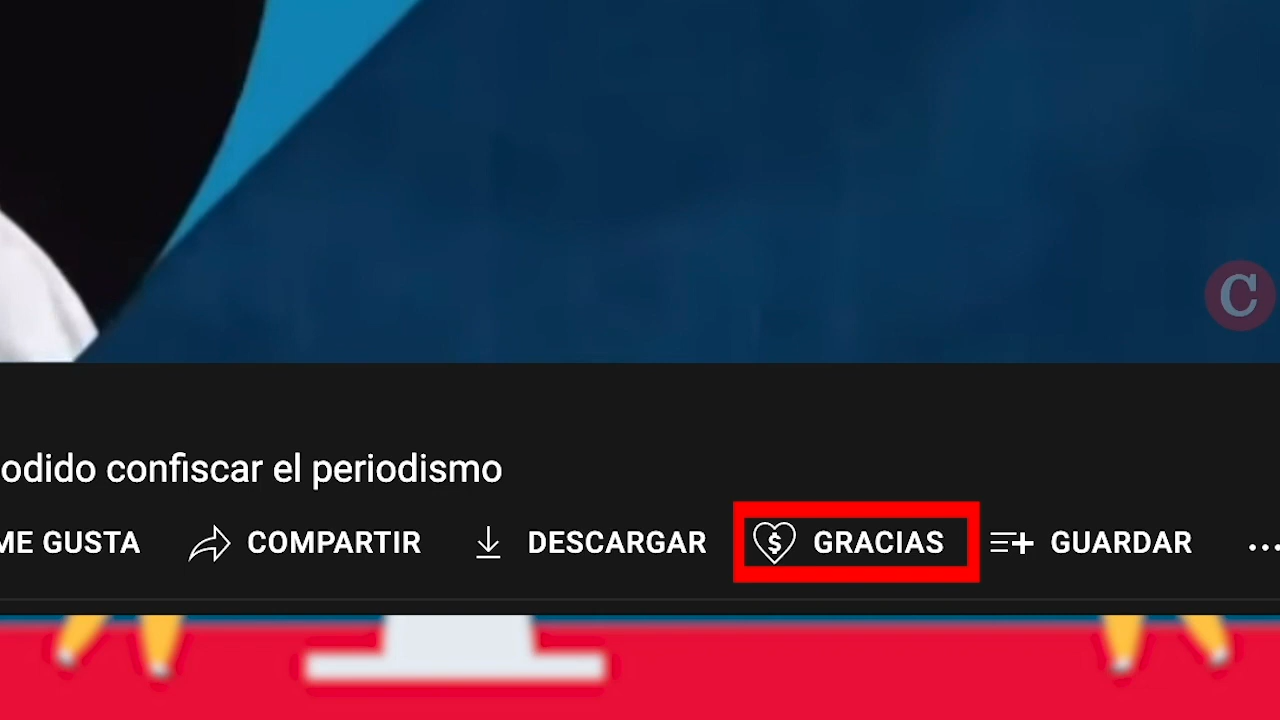 C
odido confiscar el periodismo
ME GUSTA COMPARTIR DESCARGAR $ GRACIAS GUARDAR ...